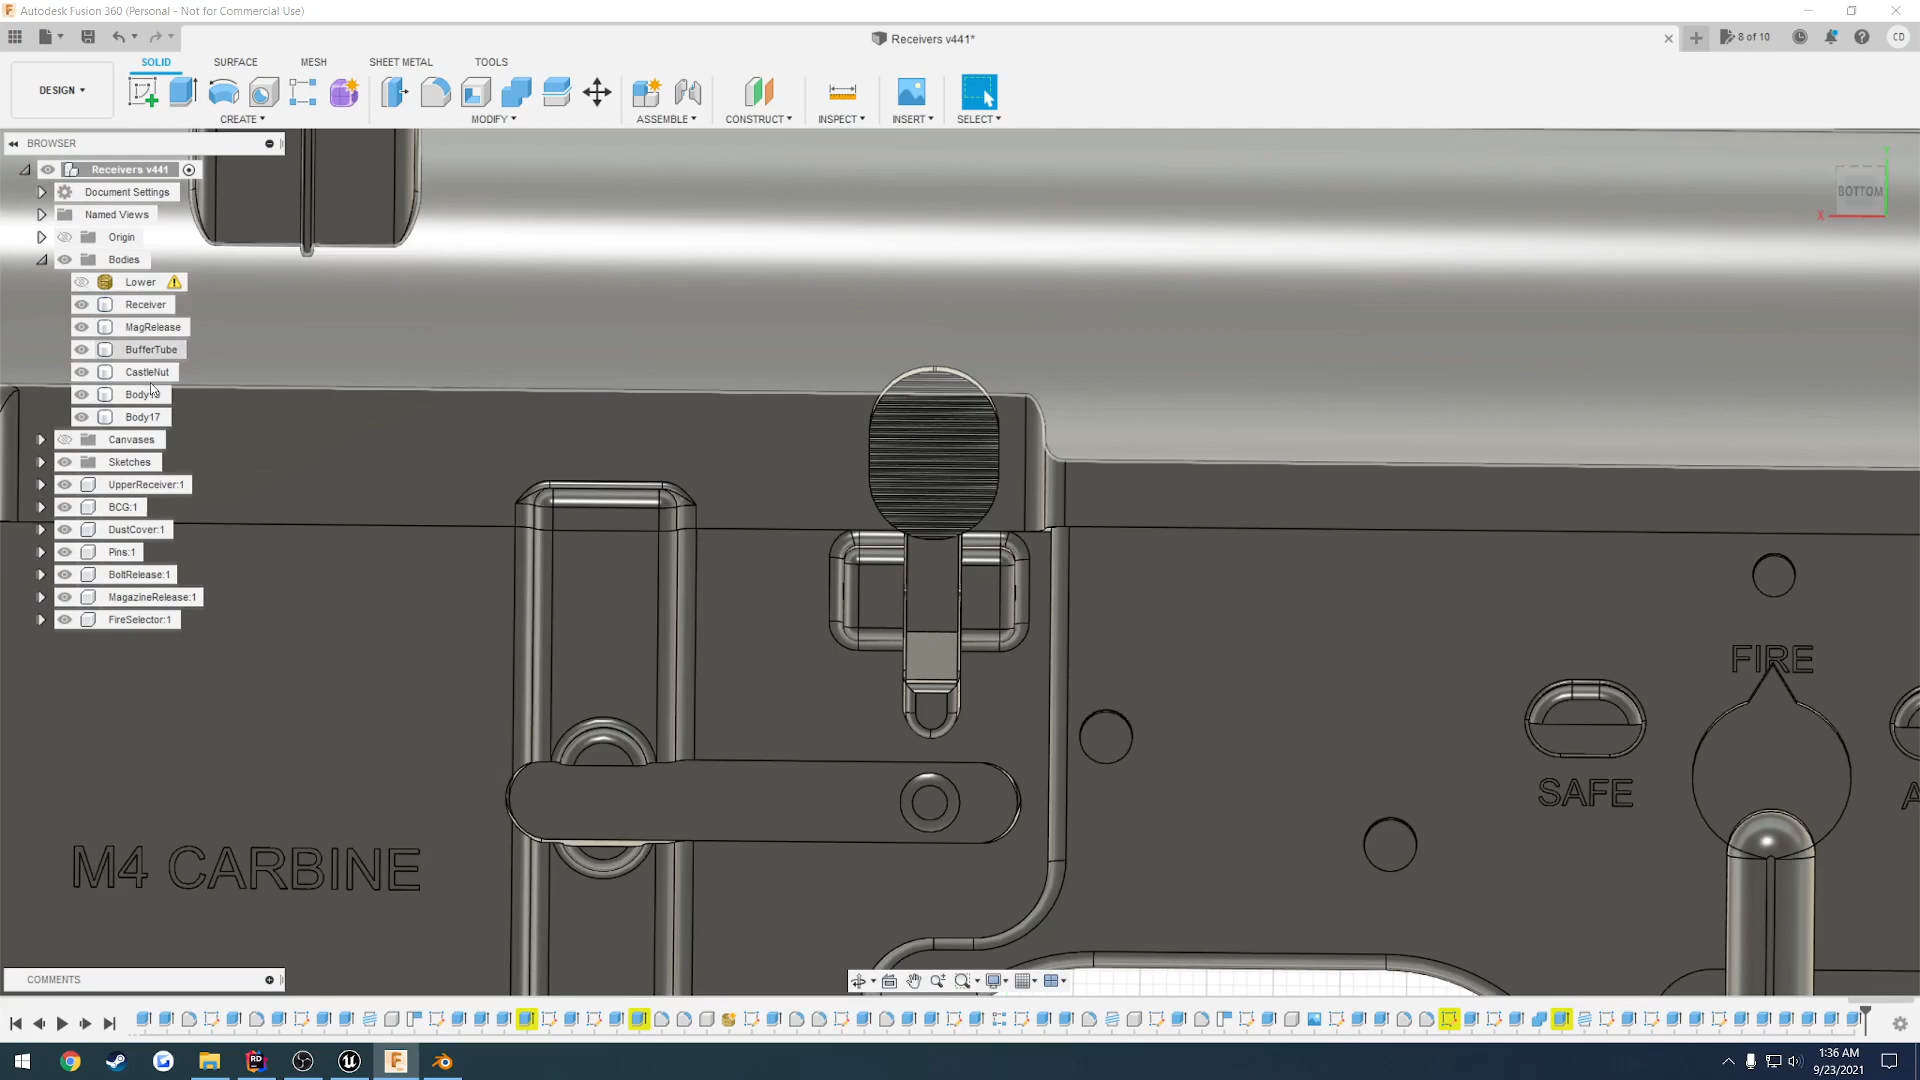 Autodesk Fusion 360 (Personal - Not for Commercial Use)
Receivers v441*
8 of 10
CD
DESIGN
SOLID
SURFACE
MESH
SHEET METAL
TOOLS
CREATE
MODIFY
ASSEMBLE
CONSTRUCT
INSPECT
INSERT
SELECT
BROWSER
Receivers v441
Document Settings
Named Views
Origin
Bodies
Lower
Receiver
MagRelease
BufferTube
CastleNut
Body17
Canvases
Sketches
UpperReceiver:1
BCG:1
DustCover:1
Pins:1
BoltRelease:1
MagazineRelease:1
FireSelector:1
BOTTOM
X
FIRE
SAFE
M4 CARBINE
COMMENTS
1:36 AM
9/23/2021